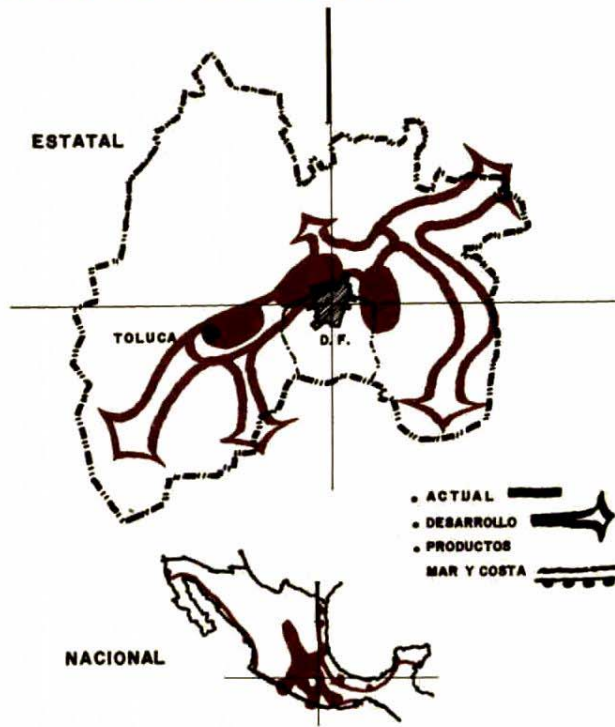 ESTATAL
TOLUCA
D.F.
• ACTUAL
• DESARROLLO
• PRODUCTOS
MAR Y COSTA
NACIONAL